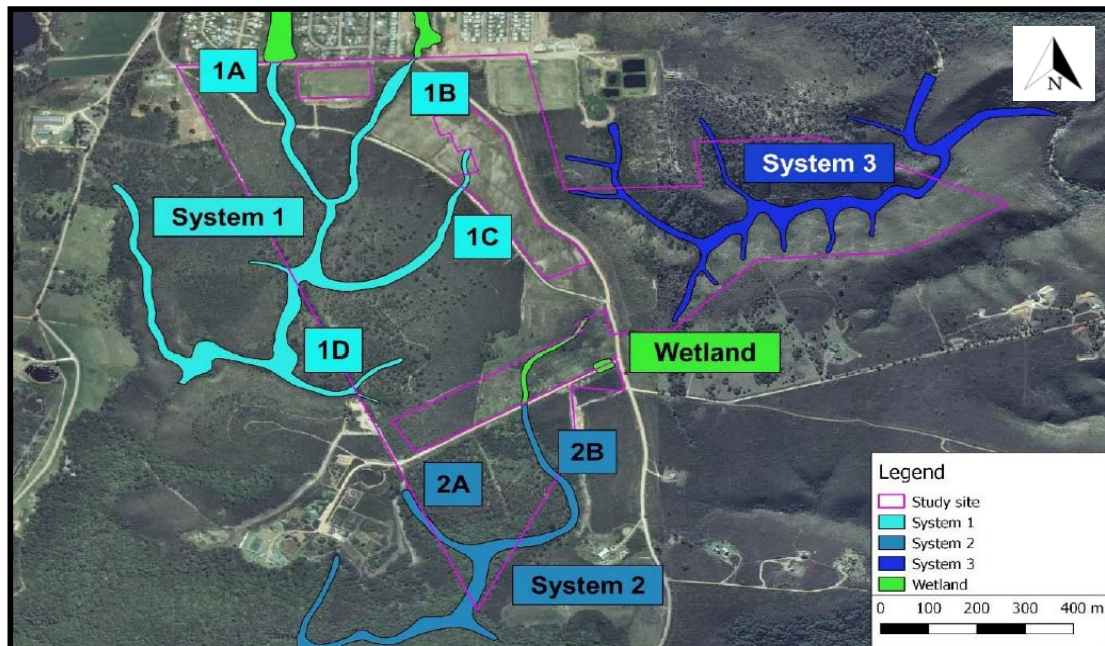 1A
1B
N
System 3
System 1
1C
1D
Wetland
2B
2A
System 2
Legend
Study site
System 1
System 2
System 3
Wetland
0 100 200 300 400 m